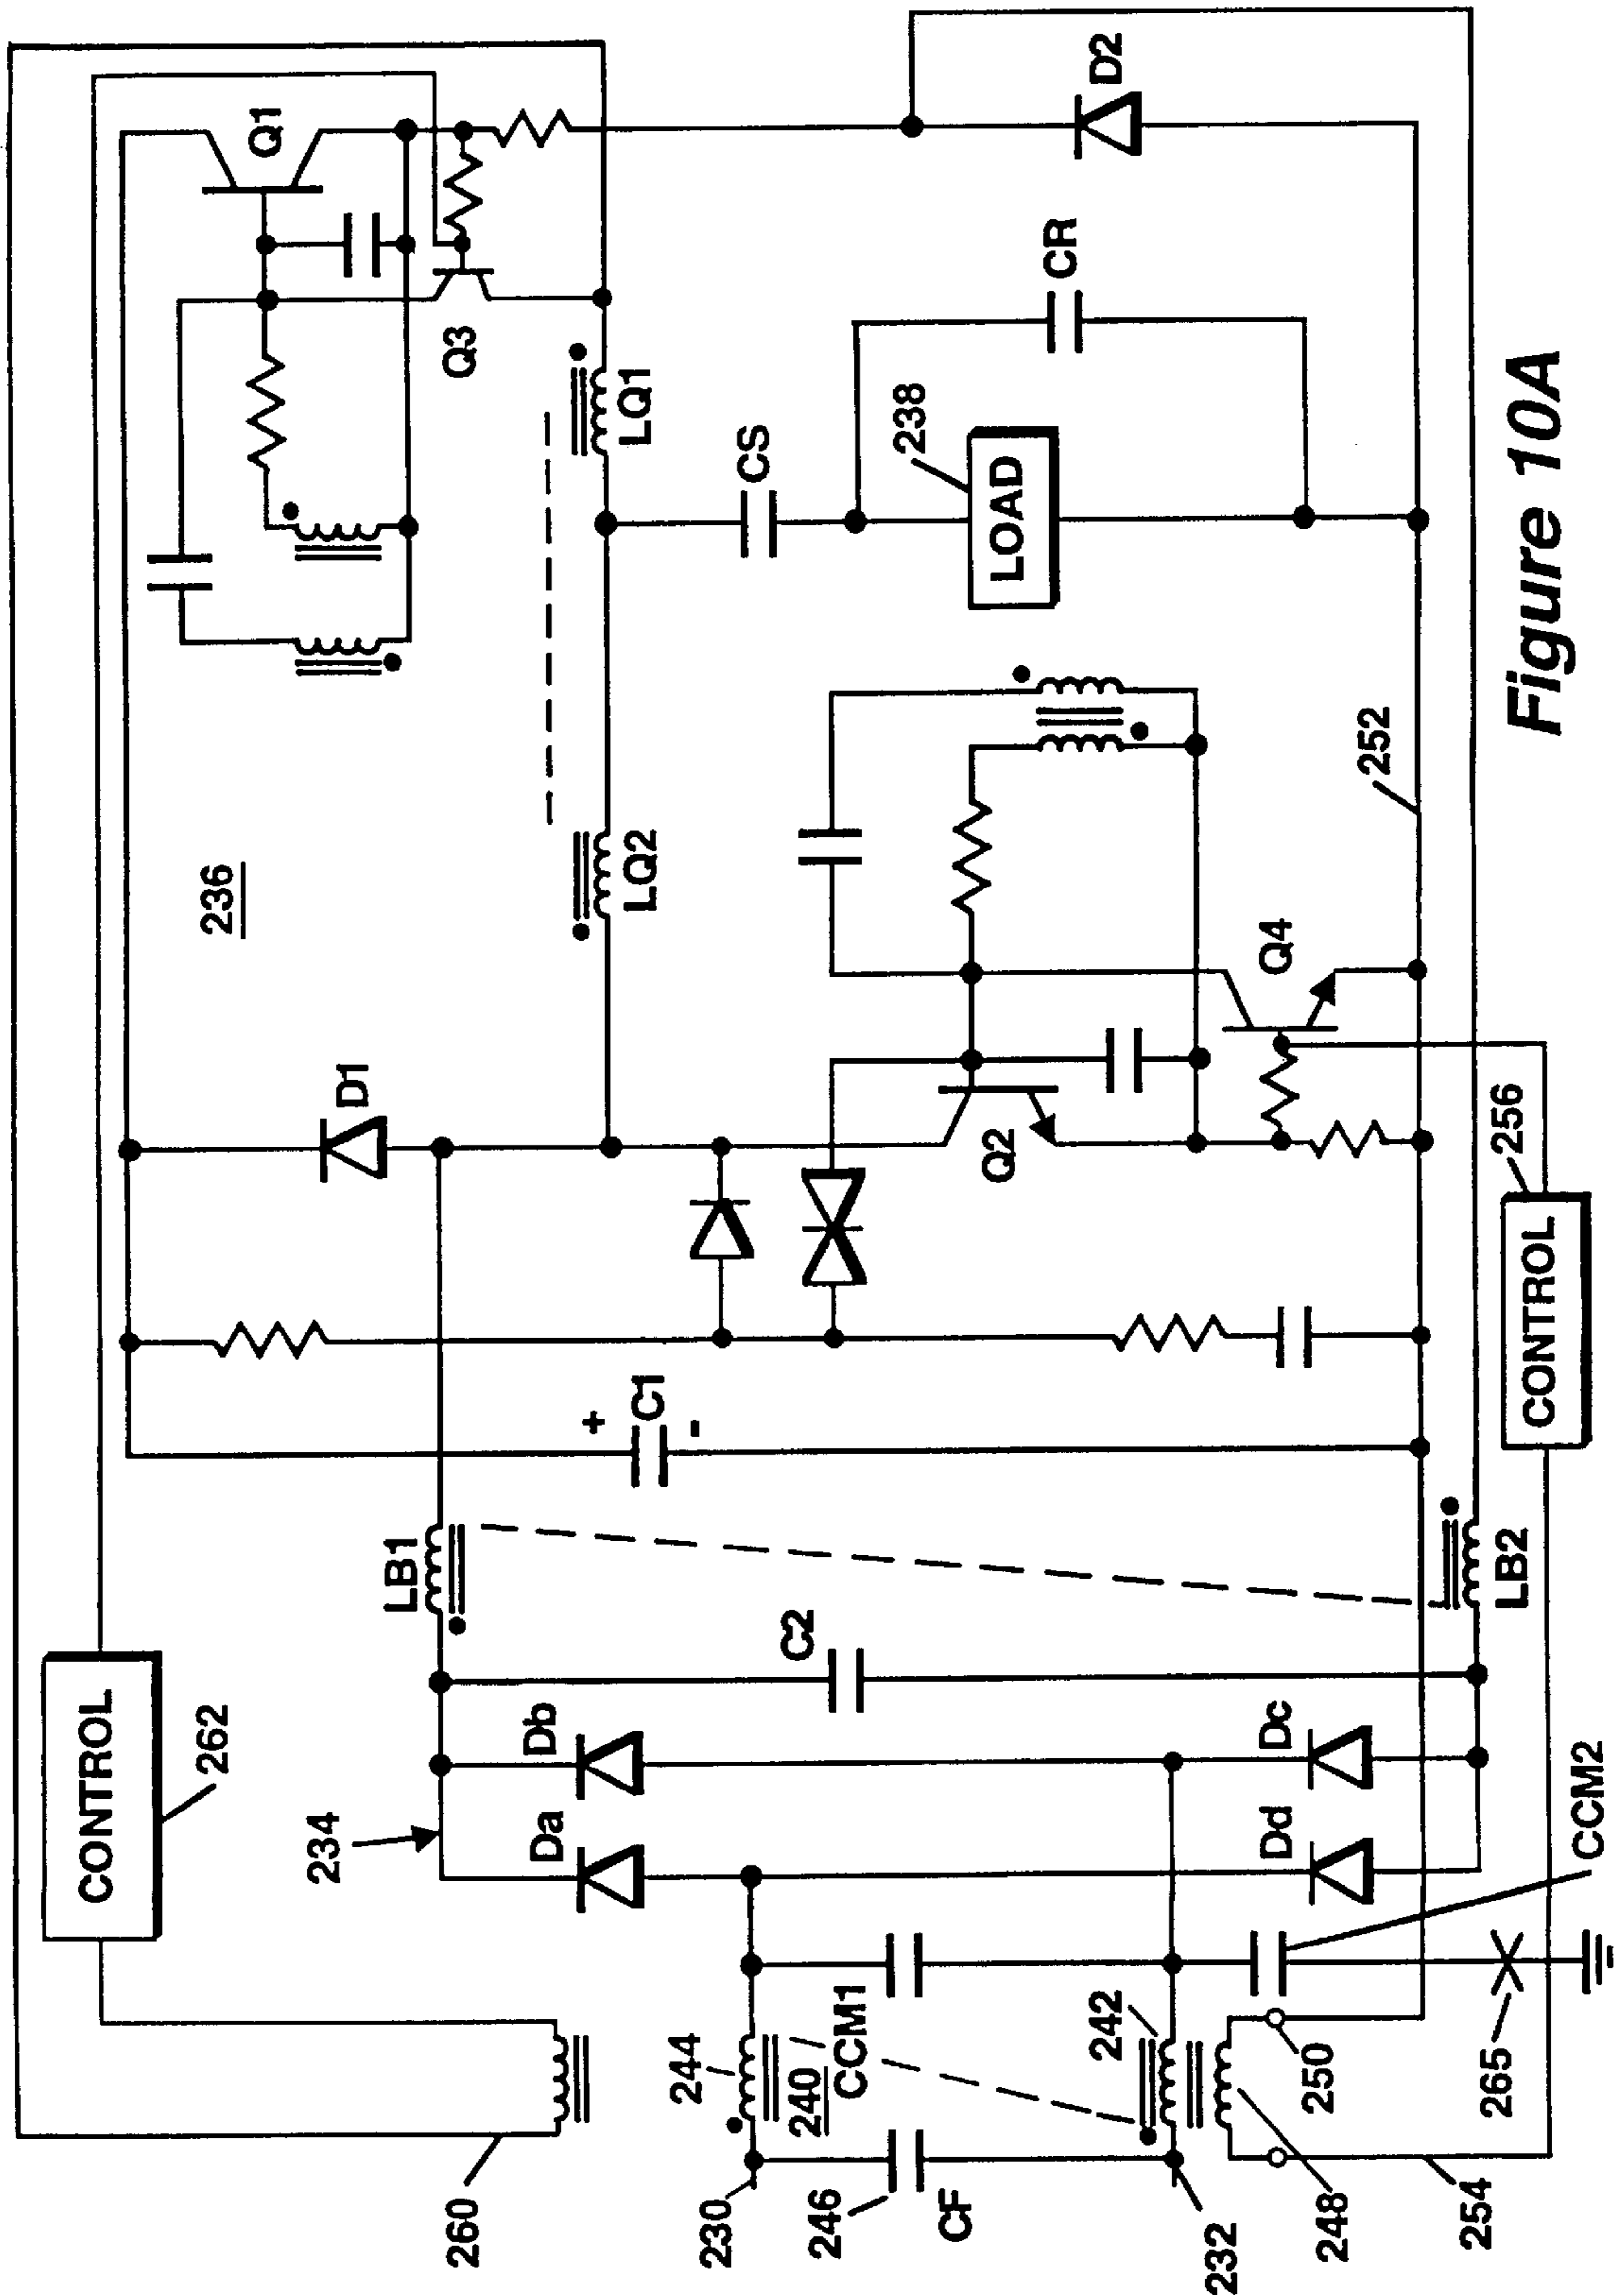 CONTROL
262
260
236
Q1
Q3
D1
LB1
234
Da
Db
C2
C1
+
-
LQ2
LQ1
CS
238
LOAD
CR
D2
244
240
CCM1
230
246
CF
242
232
248
250
254
265
CCM2
Dd
Dc
LB2
Q2
Q4
256
CONTROL
252
Figure 10A